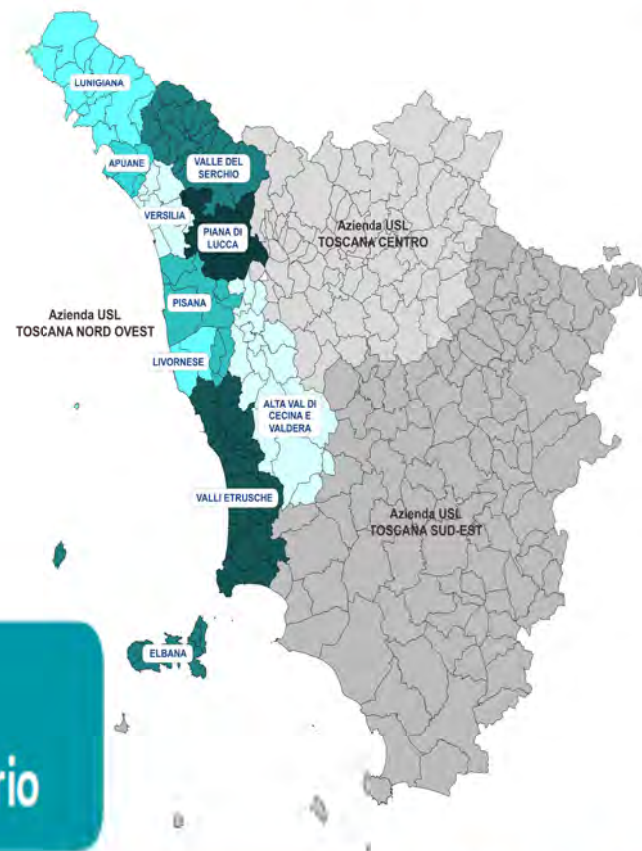 LUNIGIANA
APUANE
VALLE DEL
SERCHIO
VERSILIA
PIANA DI
LUCCA
Azienda USL
TOSCANA CENTRO
PISANA
Azienda USL
TOSCANA NORD OVEST
LIVORNESE
ALTA VAL DI
CECINA E
VALDERA
VALLI ETRUSCHE
Azienda USL
TOSCANA SUD-EST
ELBANA
rio